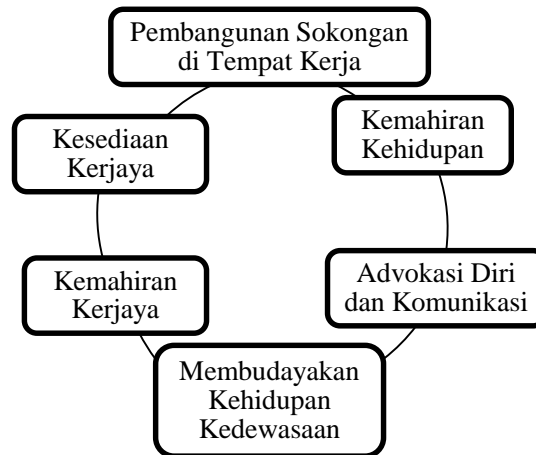 Pembangunan Sokongan
di Tempat Kerja
Kemahiran
Kehidupan
Advokasi Diri
dan Komunikasi
Membudayakan
Kehidupan
Kedewasaan
Kemahiran
Kerjaya
Kesediaan
Kerjaya